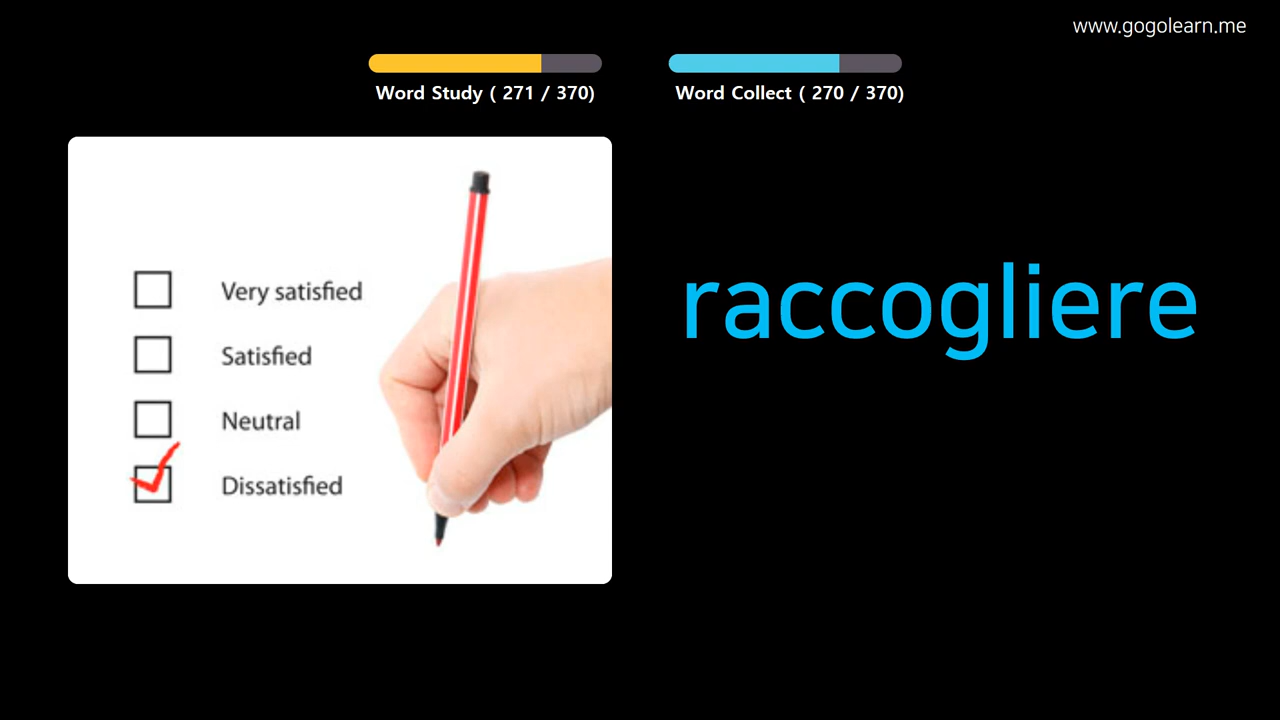 www.gogolearn.me
Word Study ( 271 / 370)
Word Collect ( 270 / 370)
Very satisfied
Satisfied
Neutral
Dissatisfied
raccogliere